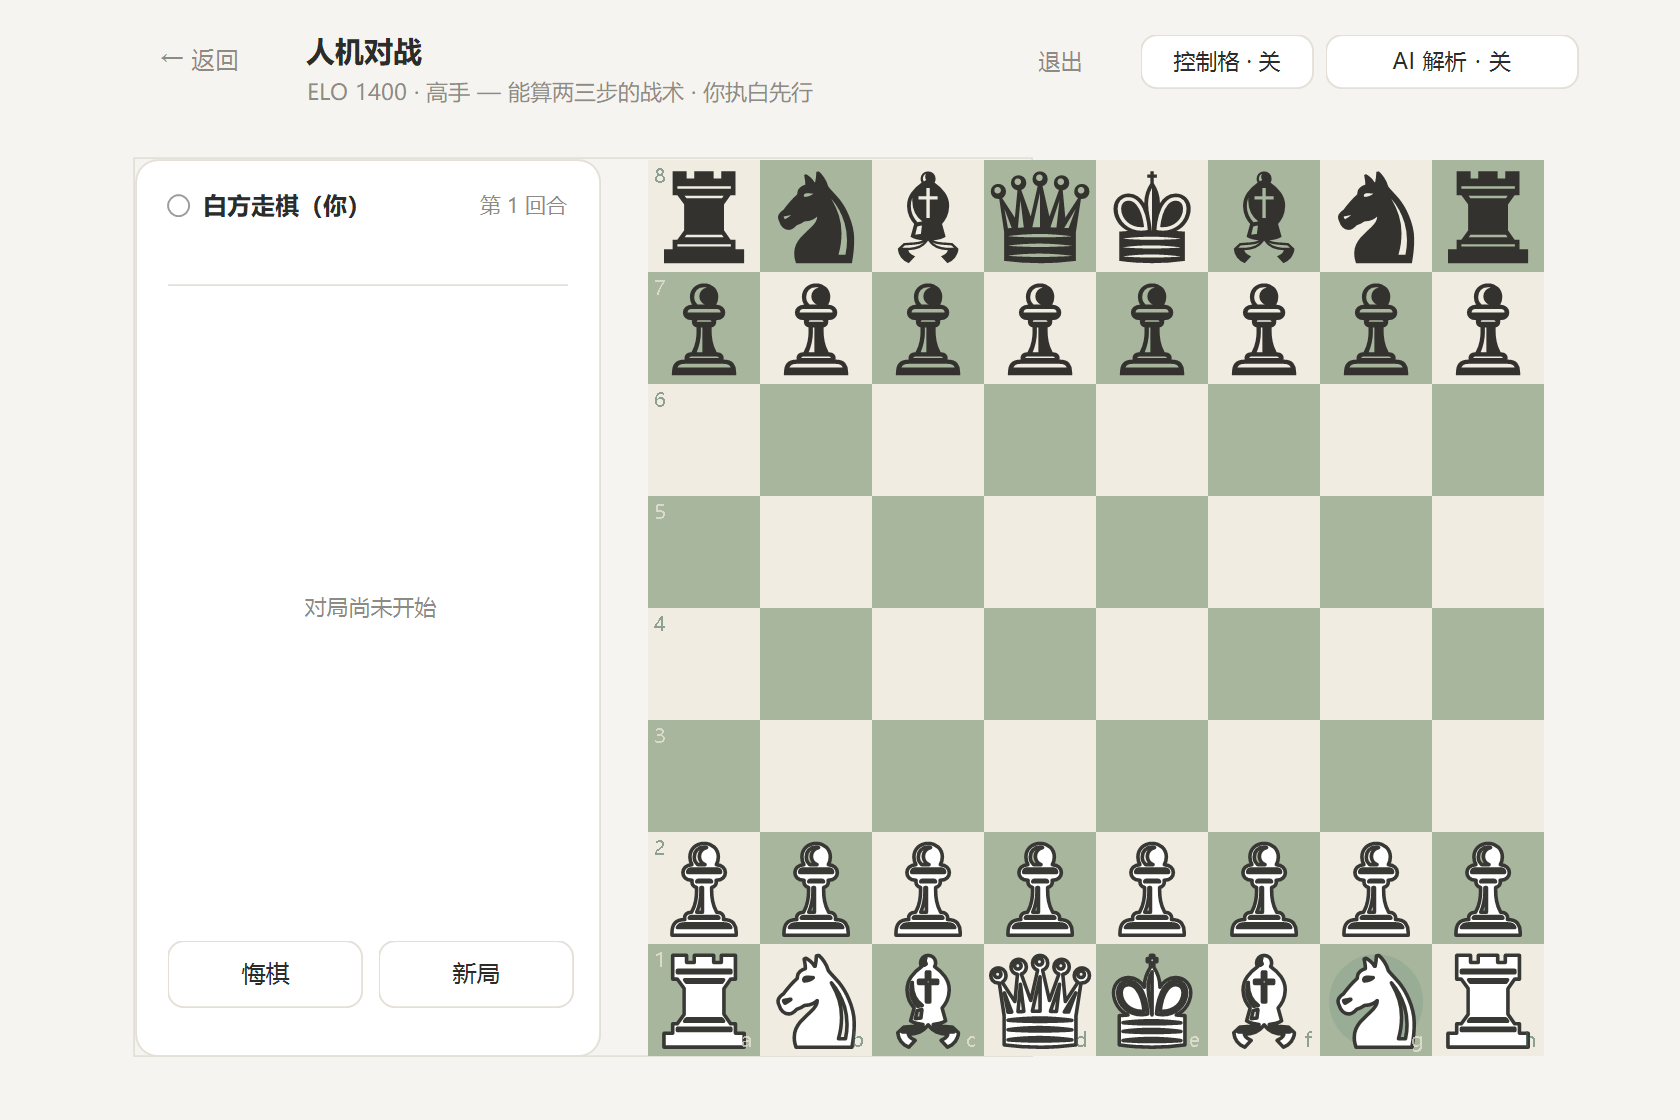 ← 返回
人机对战
ELO 1400 · 高手 — 能算两三步的战术 · 你执白先行
退出
控制格 · 关
AI 解析 · 关
白方走棋（你）
第 1 回合
对局尚未开始
悔棋
新局
8
7
6
5
4
3
2
1
a
b
c
d
e
f
g
h